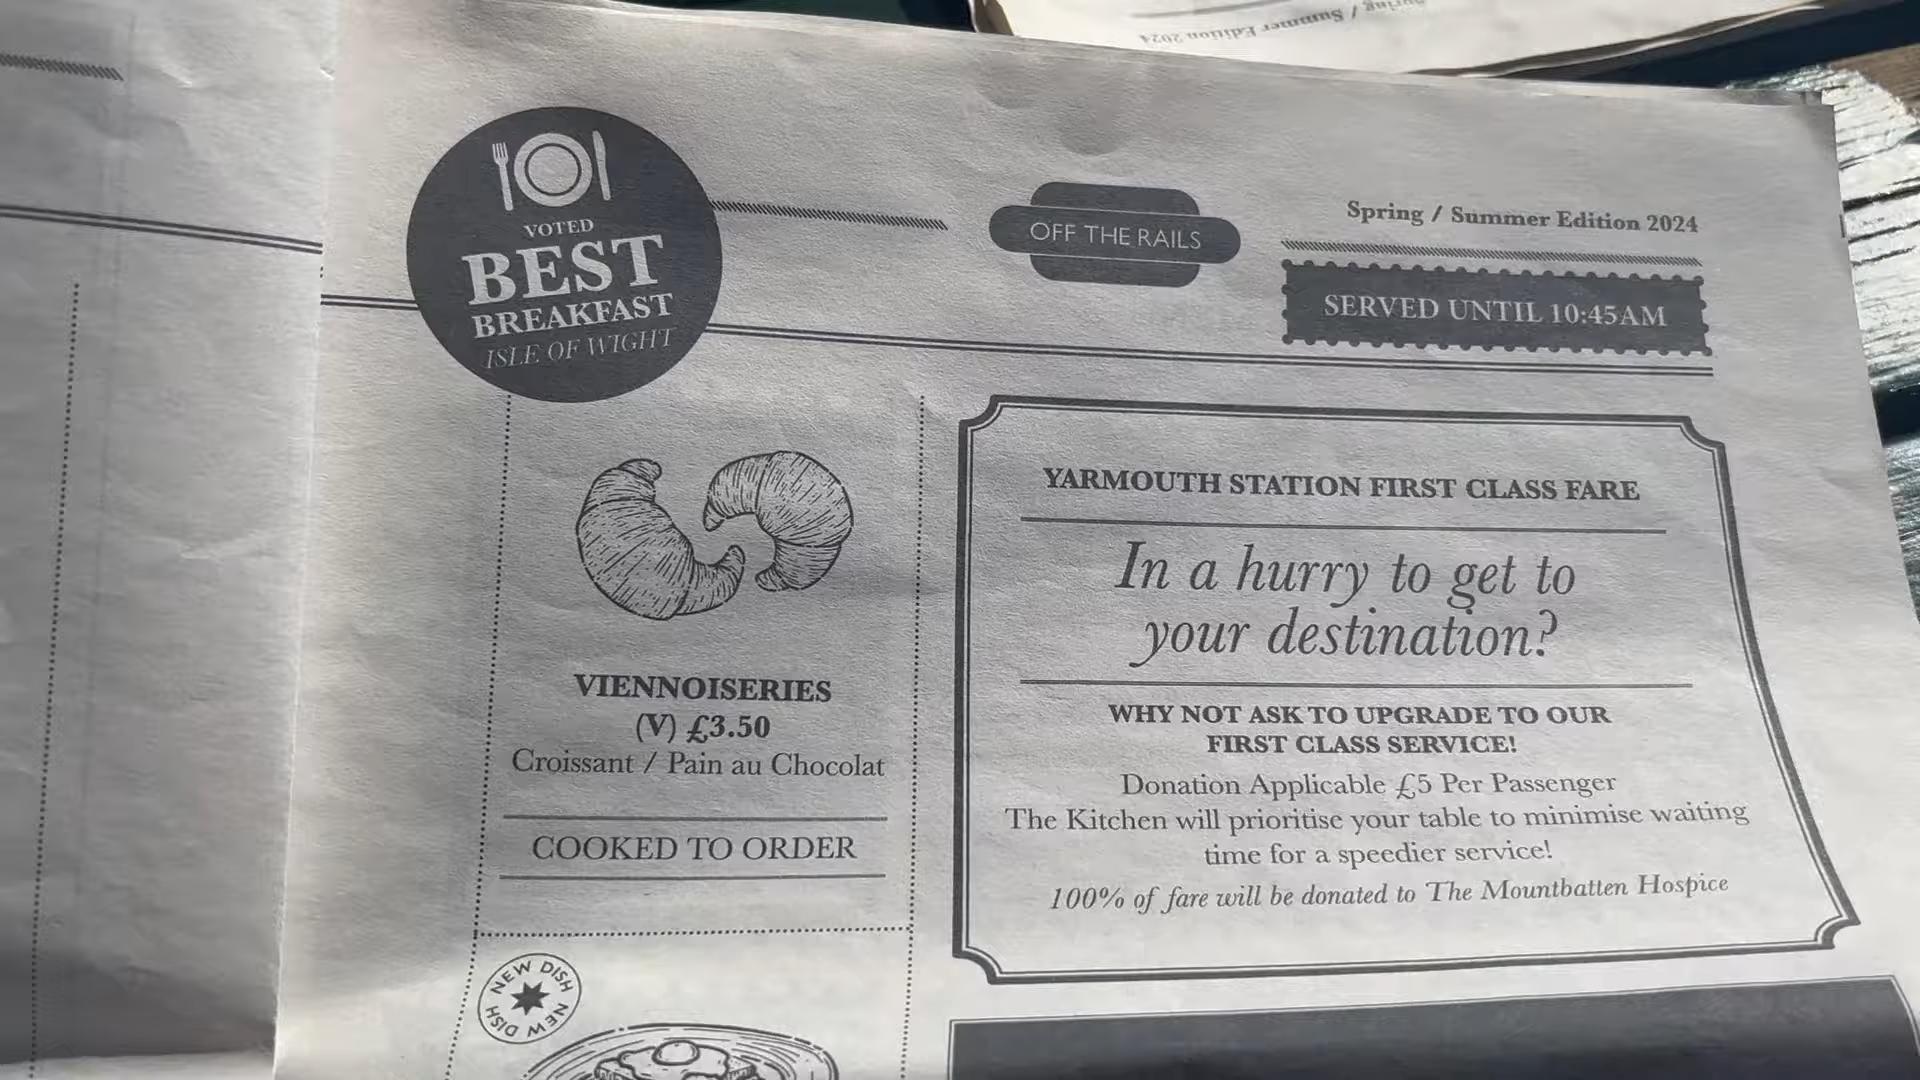 Spring / Summer Edition 2024
VOTED
BEST
BREAKFAST
ISLE OF WIGHT
OFF THE RAILS
Spring / Summer Edition 2024
SERVED UNTIL 10:45AM
VIENNOISERIES
(V) £3.50
Croissant / Pain au Chocolat
COOKED TO ORDER
NEW DISH NEW DISH
YARMOUTH STATION FIRST CLASS FARE
In a hurry to get to
your destination?
WHY NOT ASK TO UPGRADE TO OUR
FIRST CLASS SERVICE!
Donation Applicable £5 Per Passenger
The Kitchen will prioritise your table to minimise waiting
time for a speedier service!
100% of fare will be donated to The Mountbatten Hospice